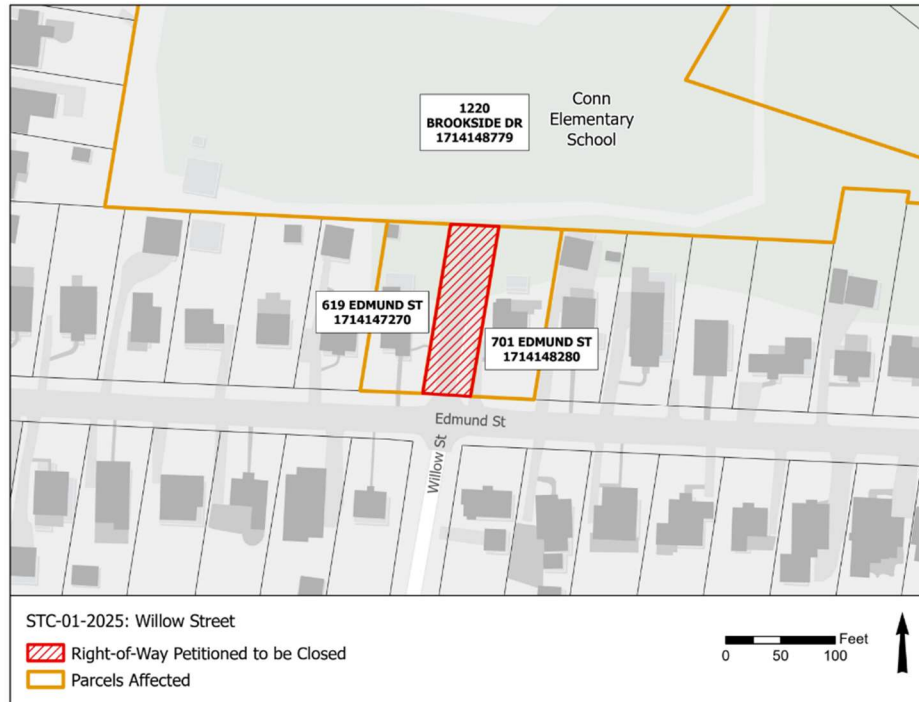 1220
BROOKSIDE DR
1714148779
Conn
Elementary
School
619 EDMUND ST
1714147270
701 EDMUND ST
1714148280
Edmund St
Willow St
STC-01-2025: Willow Street
Right-of-Way Petitioned to be Closed
Parcels Affected
Feet
0 50 100